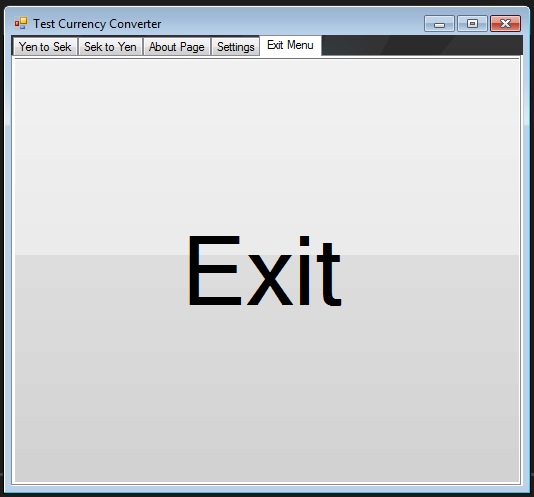 Test Currency Converter
Yen to Sek Sek to Yen About Page Settings Exit Menu
Exit